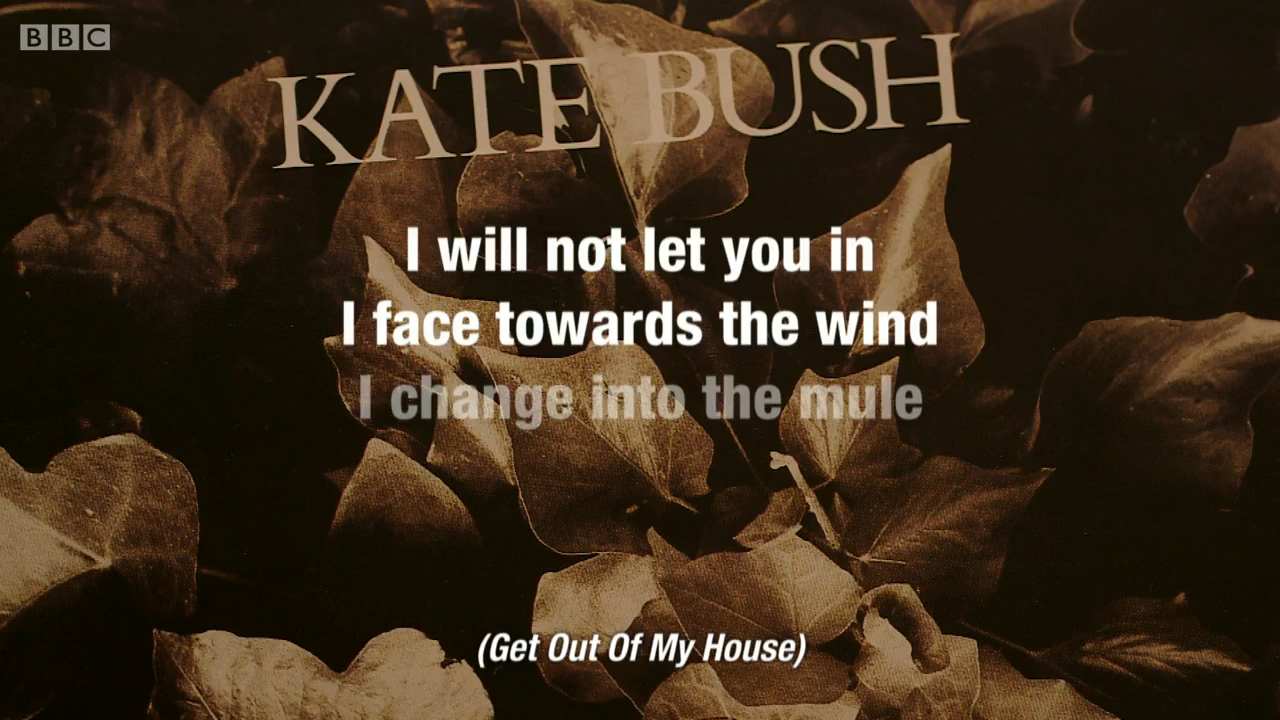 BBC
KATE BUSH
I will not let you in
I face towards the wind
I change into the mule
(Get Out Of My House)